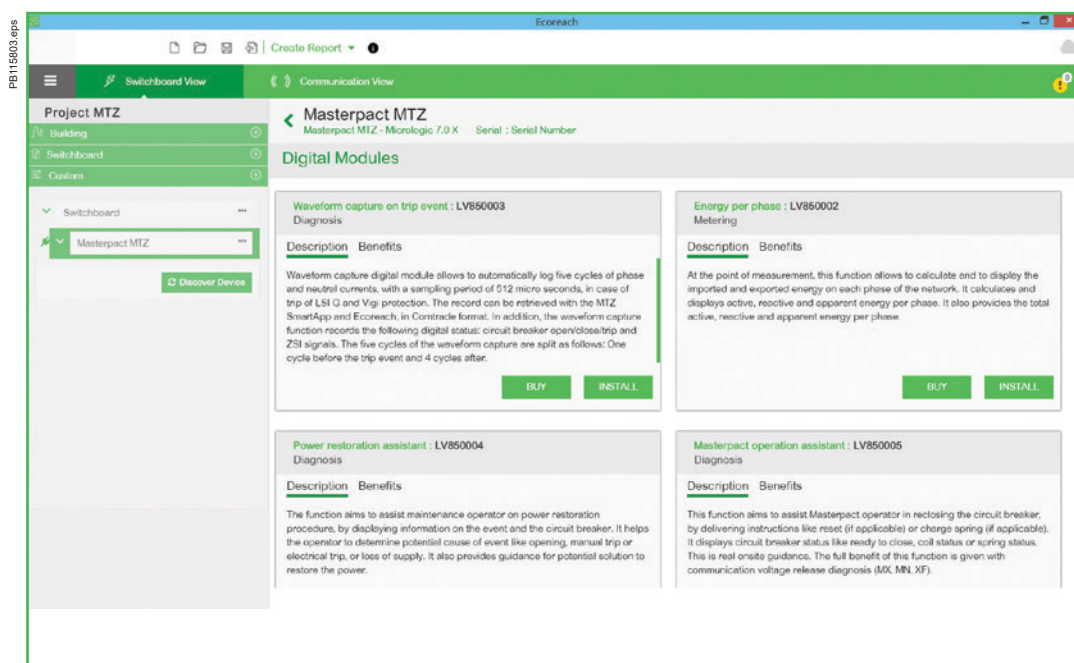 PB115803.eps
Ecoreach
Create Report
Switchboard View
Communication View
0
Project MTZ
Building
Switchboard
Custom
Switchboard
Masterpact MTZ
Discover Device
Masterpact MTZ
Masterpact MTZ - Micrologic 7.0 X Serial : Serial Number
Digital Modules
Waveform capture on trip event : LV850003
Diagnosis
Description Benefits
Waveform capture digital module allows to automatically log five cycles of phase
and neutral currents, with a sampling period of 512 micro seconds, in case of
trip of LSI G and Vigi protection. The record can be retrieved with the MTZ
SmartApp and Ecoreach, in Comtrade format. In addition, the waveform capture
function records the following digital status: circuit breaker open/close/trip and
ZSI signals. The five cycles of the waveform capture are split as follows: One
cycle before the trip event and 4 cycles after.
BUY INSTALL
Energy per phase : LV850002
Metering
Description Benefits
At the point of measurement, this function allows to calculate and to display the
imported and exported energy on each phase of the network. It calculates and
displays active, reactive and apparent energy per phase. It also provides the total
active, reactive and apparent energy per phase.
BUY INSTALL
Power restoration assistant : LV850004
Diagnosis
Description Benefits
The function aims to assist maintenance operator on power restoration
procedure, by displaying information on the event and the circuit breaker. It helps
the operator to determine potential cause of event like opening, manual trip or
electrical trip, or loss of supply. It also provides guidance for potential solution to
restore the power.
Masterpact operation assistant : LV850005
Diagnosis
Description Benefits
This function aims to assist Masterpact operator in reclosing the circuit breaker,
by delivering instructions like reset (if applicable) or charge spring (if applicable).
It displays circuit breaker status like ready to close, coil status or spring status.
This is real onsite guidance. The full benefit of this function is given with
communication voltage release diagnosis (MX, MN, XF).